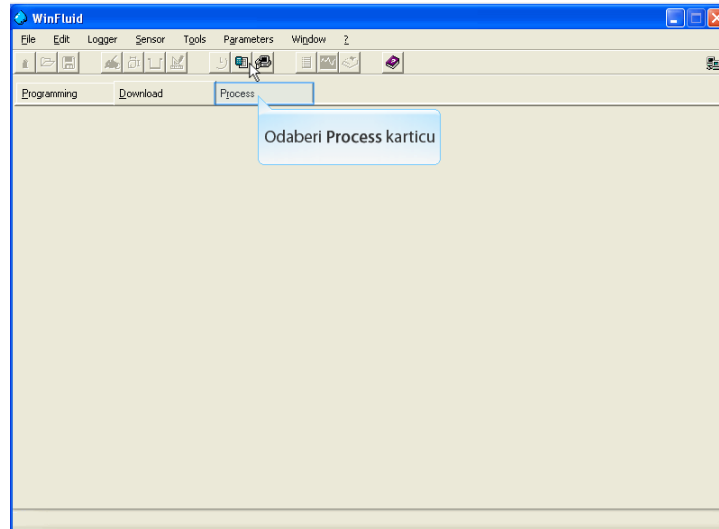 WinFluid
File Edit Logger Sensor Tools Parameters Window ?
Programming Download Process
Odaberi Process karticu